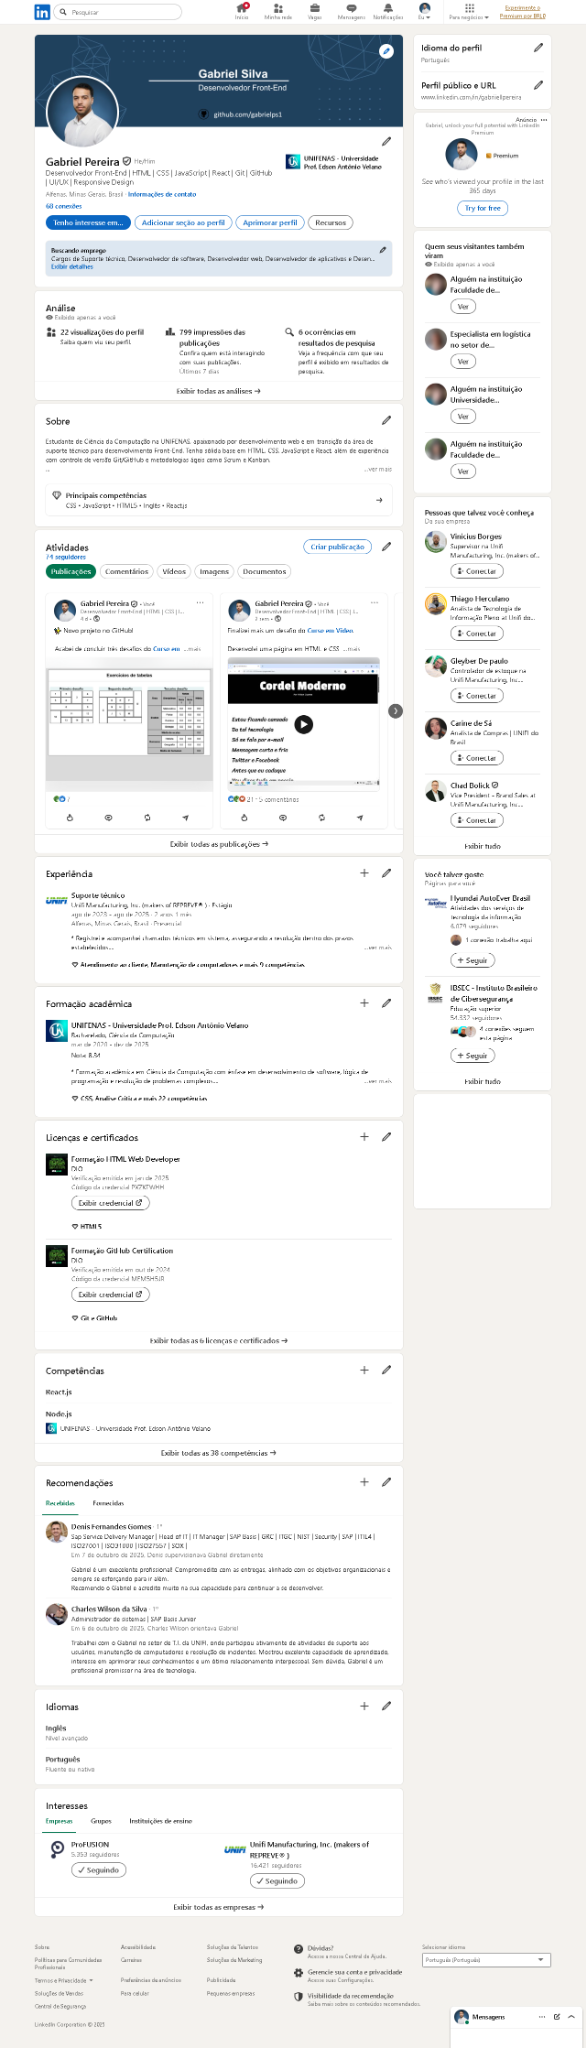 Pesquisar
Início
Minha rede
Vagas
Mensagens
Notificações
Eu
Para negócios
Experimente o Premium por BRL0
Gabriel Silva
Desenvolvedor Front-End
github.com/gabrielps1
Gabriel Pereira He/Him
Desenvolvedor Front-End | HTML | CSS | JavaScript | React | Git | GitHub
| UI/UX | Responsive Design
UNIFENAS - Universidade
Prof. Edson Antônio Velano
Alfenas, Minas Gerais, Brasil · Informações de contato
68 conexões
Tenho interesse em...
Adicionar seção ao perfil
Aprimorar perfil
Recursos
Buscando emprego
Cargos de Suporte técnico, Desenvolvedor de software, Desenvolvedor web, Desenvolvedor de aplicativos e Desen...
Exibir detalhes
Análise
Exibido apenas a você
22 visualizações do perfil
Saiba quem viu seu perfil.
799 impressões das
publicações
Confira quem está interagindo
com suas publicações.
Últimos 7 dias
6 ocorrências em
resultados de pesquisa
Veja a frequência com que seu
perfil é exibido em resultados de
pesquisa.
Exibir todas as análises →
Sobre
Estudante de Ciência da Computação na UNIFENAS, apaixonado por desenvolvimento web e em transição da área de
suporte técnico para desenvolvimento Front-End. Tenho sólida base em HTML, CSS, JavaScript e React, além de experiência
com controle de versão Git/GitHub e metodologias ágeis como Scrum e Kanban.
...ver mais
Principais competências
CSS • JavaScript • HTML5 • Inglês • React.js
Atividades
74 seguidores
Criar publicação
Publicações
Comentários
Vídeos
Imagens
Documentos
Gabriel Pereira • Você
Desenvolvedor Front-End | HTML | CSS | J...
4 d •
Novo projeto no GitHub!
Acabei de concluir três desafios do Curso em ...mais
Exercícios de tabelas
7
Gabriel Pereira • Você
Desenvolvedor Front-End | HTML | CSS | J...
Finalizei mais um desafio do Curso em Vídeo
Desenvolvi uma página em HTML e CSS ...mais
Cordel Moderno
Estou ficando cansado
Da tal tecnologia
Só se fala por e-mail
Mensagem curta e fria
Twitter e Facebook
Antes que eu caduque
21 · 5 comentários
Exibir todas as publicações →
Experiência
UNIFI
Suporte técnico
Unifi Manufacturing, Inc. (makers of REPREVE®) · Estágio
ago de 2023 - ago de 2025 · 2 anos 1 mês
Alfenas, Minas Gerais, Brasil · Presencial
* Registrei e acompanhei chamados técnicos em sistema, assegurando a resolução dentro dos prazos
estabelecidos... ...ver mais
Atendimento ao cliente, Manutenção de computadores e mais 9 competências
Formação acadêmica
UNIFENAS - Universidade Prof. Edson Antônio Velano
Bacharelado, Ciência da Computação
mar de 2020 - dez de 2025
Nota: 8.54
* Formação acadêmica em Ciência da Computação com ênfase em desenvolvimento de software, lógica de
programação e resolução de problemas complexos... ...ver mais
CSS, Análise Crítica e mais 22 competências
Licenças e certificados
Formação HTML Web Developer
DIO
Verificação emitida em jan de 2025
Exibir credencial
HTML5
Formação GitHub Certification
DIO
Verificação emitida em out de 2024
Exibir credencial
Git e GitHub
Exibir todas as 6 licenças e certificados →
Competências
React.js
Node.js
UNIFENAS - Universidade Prof. Edson Antônio Velano
Exibir todas as 38 competências →
Recomendações
Recebidas
Fornecidas
Denis Fernandes Gomes · 1º
Sap Service Delivery Manager | Head of IT | IT Manager | SAP Basis | GRC | ITGC | NIST | Security | SAP | ITIL4 |
ISO27001 | ISO31000 | ISO27557 | SOX |
Em 7 de outubro de 2025, Denis supervisionava Gabriel diretamente
Gabriel é um excelente profissional! Comprometido com as entregas, alinhado com os objetivos organizacionais e
sempre se esforçando para ir além.
Recomendo o Gabriel e acredito muito na sua capacidade para continuar a se desenvolver.
Charles Wilson da Silva · 1º
Administrador de sistemas | SAP Basis Junior
Em 6 de outubro de 2025, Charles Wilson orientava Gabriel
Trabalhei com o Gabriel no setor de T.I. da UNIFI, onde participou ativamente de atividades de suporte aos
usuários, manutenção de computadores e resolução de incidentes. Mostrou excelente capacidade de aprendizado,
interesse em aprimorar seus conhecimentos e um ótimo relacionamento interpessoal. Sem dúvida, Gabriel é um
profissional promissor na área de tecnologia.
Idiomas
Inglês
Nível avançado
Português
Fluente ou nativo
Interesses
Empresas
Grupos
Instituições de ensino
ProFUSION
5.353 seguidores
Seguindo
UNIFI
Unifi Manufacturing, Inc. (makers of
REPREVE®)
16.421 seguidores
Seguindo
Exibir todas as empresas →
Idioma do perfil
Português
Perfil público e URL
www.linkedin.com/in/gabriellpereira
Anúncio
Gabriel, unlock your full potential with LinkedIn
Premium
Premium
See who's viewed your profile in the last
365 days
Try for free
Quem seus visitantes também
viram
Exibido apenas a você
Alguém na instituição
Faculdade de...
Ver
Especialista em logística
no setor de...
Ver
Alguém na instituição
Universidade...
Ver
Alguém na instituição
Faculdade de...
Ver
Pessoas que talvez você conheça
Da sua empresa
Vinicius Borges
Supervisor na Unifi
Manufacturing, Inc. (makers of...
Conectar
Thiago Herculano
Analista de Tecnologia de
Informação Pleno at Unifi do...
Conectar
Gleyber De paulo
Controlador de estoque na
Unifi Manufacturing, Inc....
Conectar
Carine de Sá
Analista de Compras | UNIFI do
Brasil
Conectar
Chad Bolick
Vice President – Brand Sales at
Unifi Manufacturing, Inc....
Conectar
Exibir tudo
Você talvez goste
Páginas para você
Hyundai AutoEver Brasil
Atividades dos serviços de
tecnologia da informação
6.079 seguidores
1 conexão trabalha aqui
+ Seguir
IBSEC - Instituto Brasileiro
de Cibersegurança
Educação superior
54.332 seguidores
4 conexões seguem
esta página
+ Seguir
Exibir tudo
Sobre
Acessibilidade
Soluções de Talentos
Políticas para Comunidades
Profissionais
Carreiras
Soluções de Marketing
Termos e Privacidade
Preferências de anúncios
Publicidade
Soluções de Vendas
Para celular
Pequenas empresas
Central de Segurança
Dúvidas?
Acesse a nossa Central de Ajuda.
Gerencie sua conta e privacidade
Acesse suas Configurações.
Visibilidade da recomendação
Saiba mais sobre os conteúdos recomendados.
Selecionar idioma
Português (Português)
LinkedIn Corporation © 2025
Mensagens